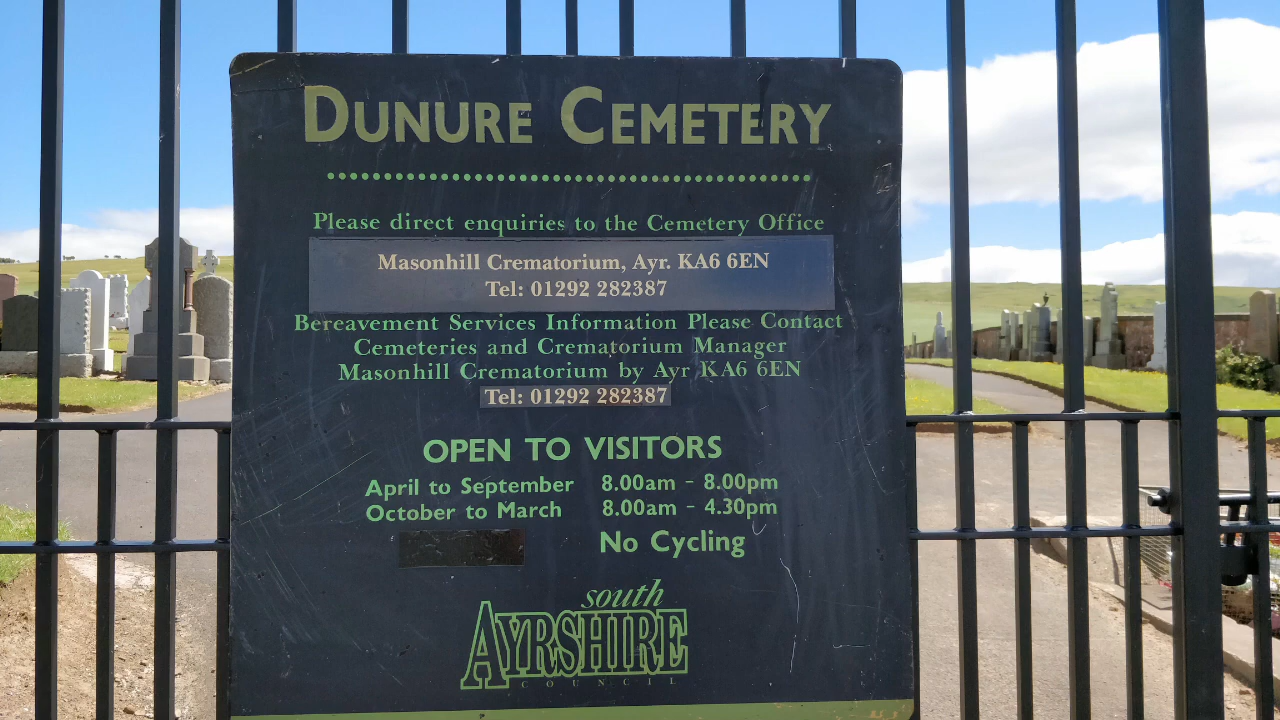 DUNURE CEMETERY
Please direct enquiries to the Cemetery Office
Masonhill Crematorium, Ayr. KA6 6EN
Tel: 01292 282387
Bereavement Services Information Please Contact
Cemeteries and Crematorium Manager
Masonhill Crematorium by Ayr KA6 6EN
Tel: 01292 282387
OPEN TO VISITORS
April to September 8.00am - 8.00pm
October to March 8.00am - 4.30pm
No Cycling
south
AYRSHIRE
COUNCIL